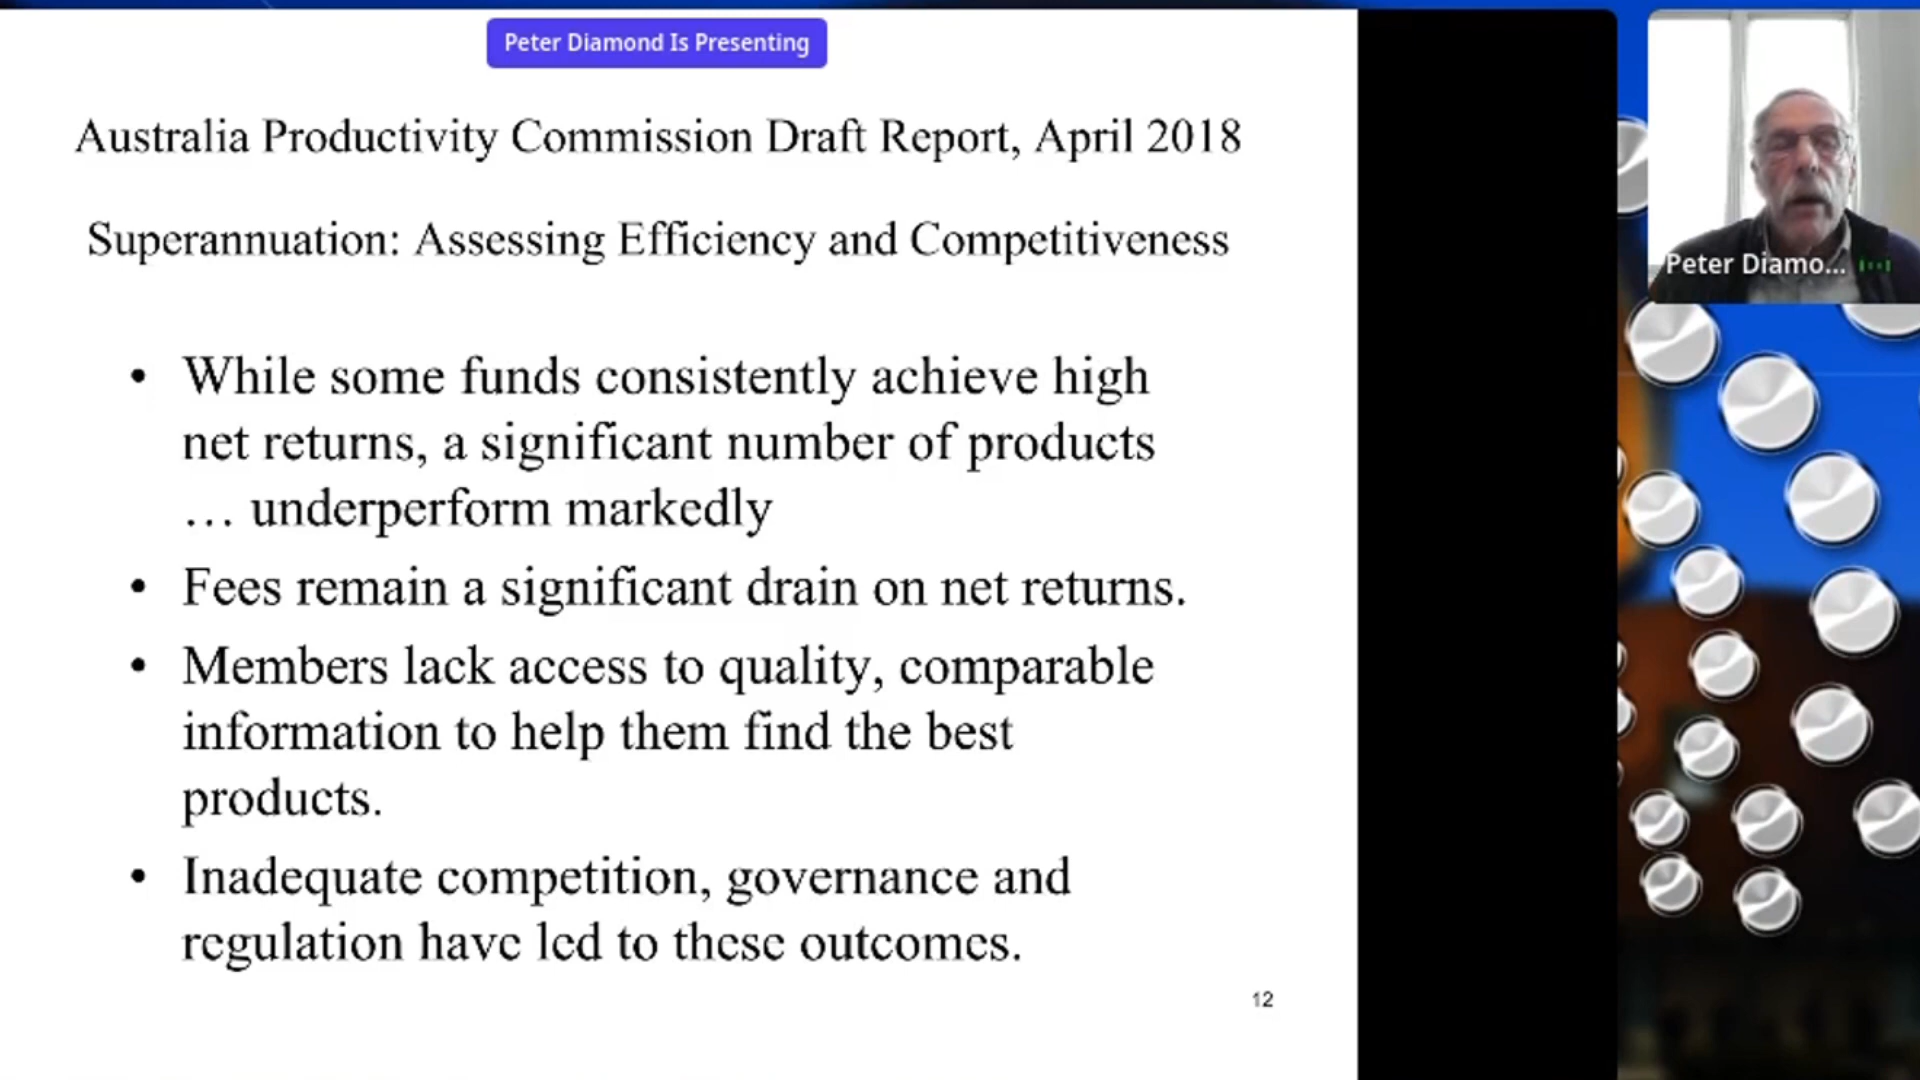 Peter Diamond Is Presenting
Australia Productivity Commission Draft Report, April 2018
Superannuation: Assessing Efficiency and Competitiveness
• While some funds consistently achieve high
net returns, a significant number of products
… underperform markedly
• Fees remain a significant drain on net returns.
• Members lack access to quality, comparable
information to help them find the best
products.
• Inadequate competition, governance and
regulation have led to these outcomes.
12
Peter Diamo...